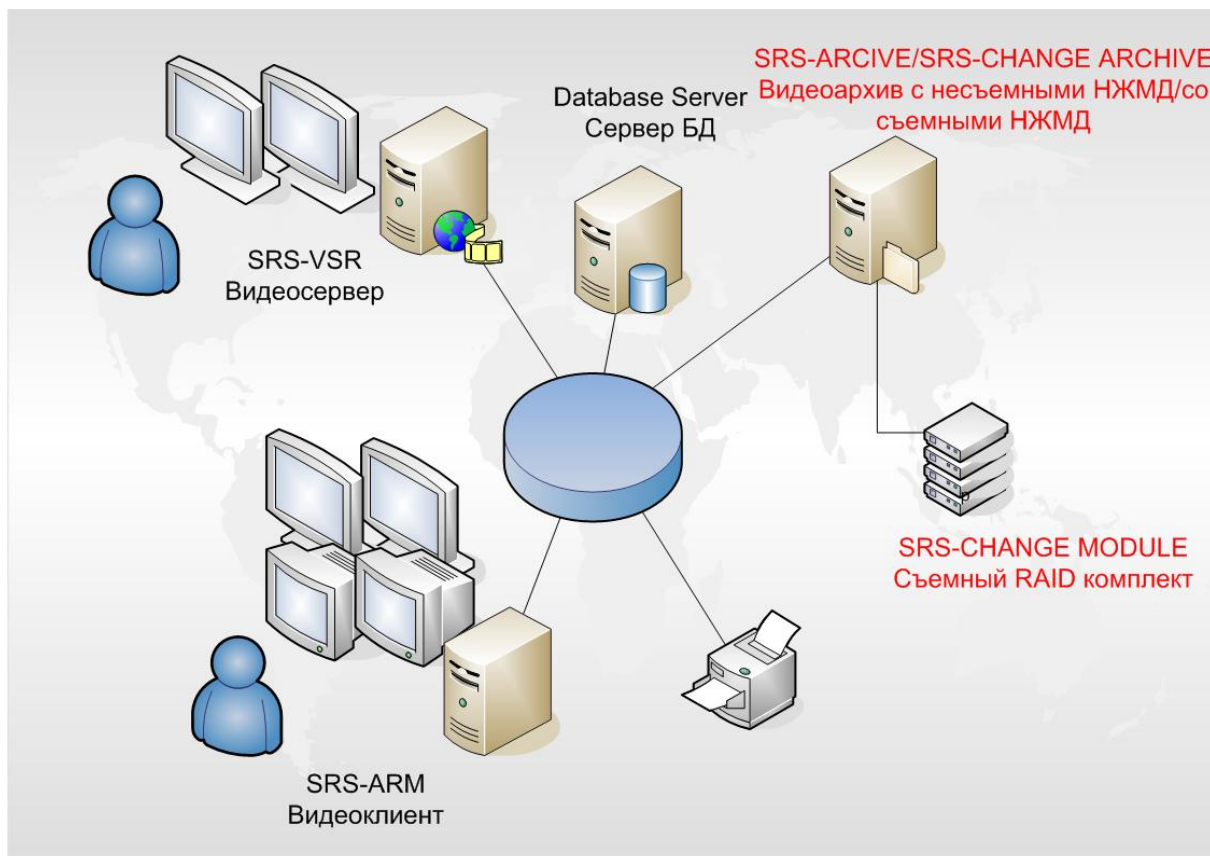 SRS-ARCIVE/SRS-CHANGE ARCHIVE
Видеоархив с несъемными НЖМД/со
съемными НЖМД
Database Server
Сервер БД
SRS-VSR
Видеосервер
SRS-CHANGE MODULE
Съемный RAID комплект
SRS-ARM
Видеоклиент